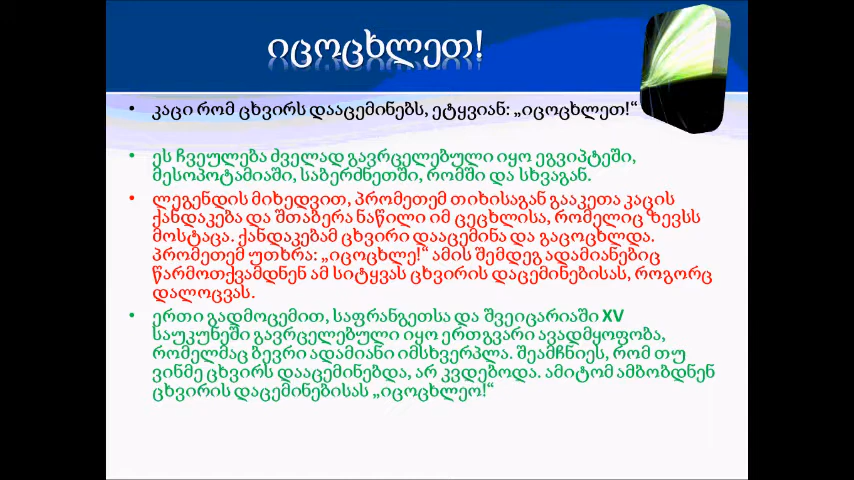 იცოცხლეთ!
• კაცი რომ ცხვირს დააცემინებს, ეტყვიან: „იცოცხლეთ!“
• ეს ჩვეულება ძველად გავრცელებული იყო ეგვიპტეში,
მესოპოტამიაში, საბერძნეთში, რომში და სხვაგან.
• ლეგენდის მიხედვით, პრომეთემ თიხისაგან გააკეთა კაცის
ქანდაკება და შთაბერა ნაწილი იმ ცეცხლისა, რომელიც ზევსს
მოსტაცა. ქანდაკებამ ცხვირი დააცემინა და გაცოცხლდა.
პრომეთემ უთხრა: „იცოცხლე!“ ამის შემდეგ ადამიანებიც
წარმოთქვამდნენ ამ სიტყვას ცხვირის დაცემინებისას, როგორც
დალოცვას.
• ერთი გადმოცემით, საფრანგეთსა და შვეიცარიაში XV
საუკუნეში გავრცელებული იყო ერთგვარი ავადმყოფობა,
რომელმაც ბევრი ადამიანი იმსხვერპლა. შეამჩნიეს, რომ თუ
ვინმე ცხვირს დააცემინებდა, არ კვდებოდა. ამიტომ ამბობდნენ
ცხვირის დაცემინებისას „იცოცხლეო!“